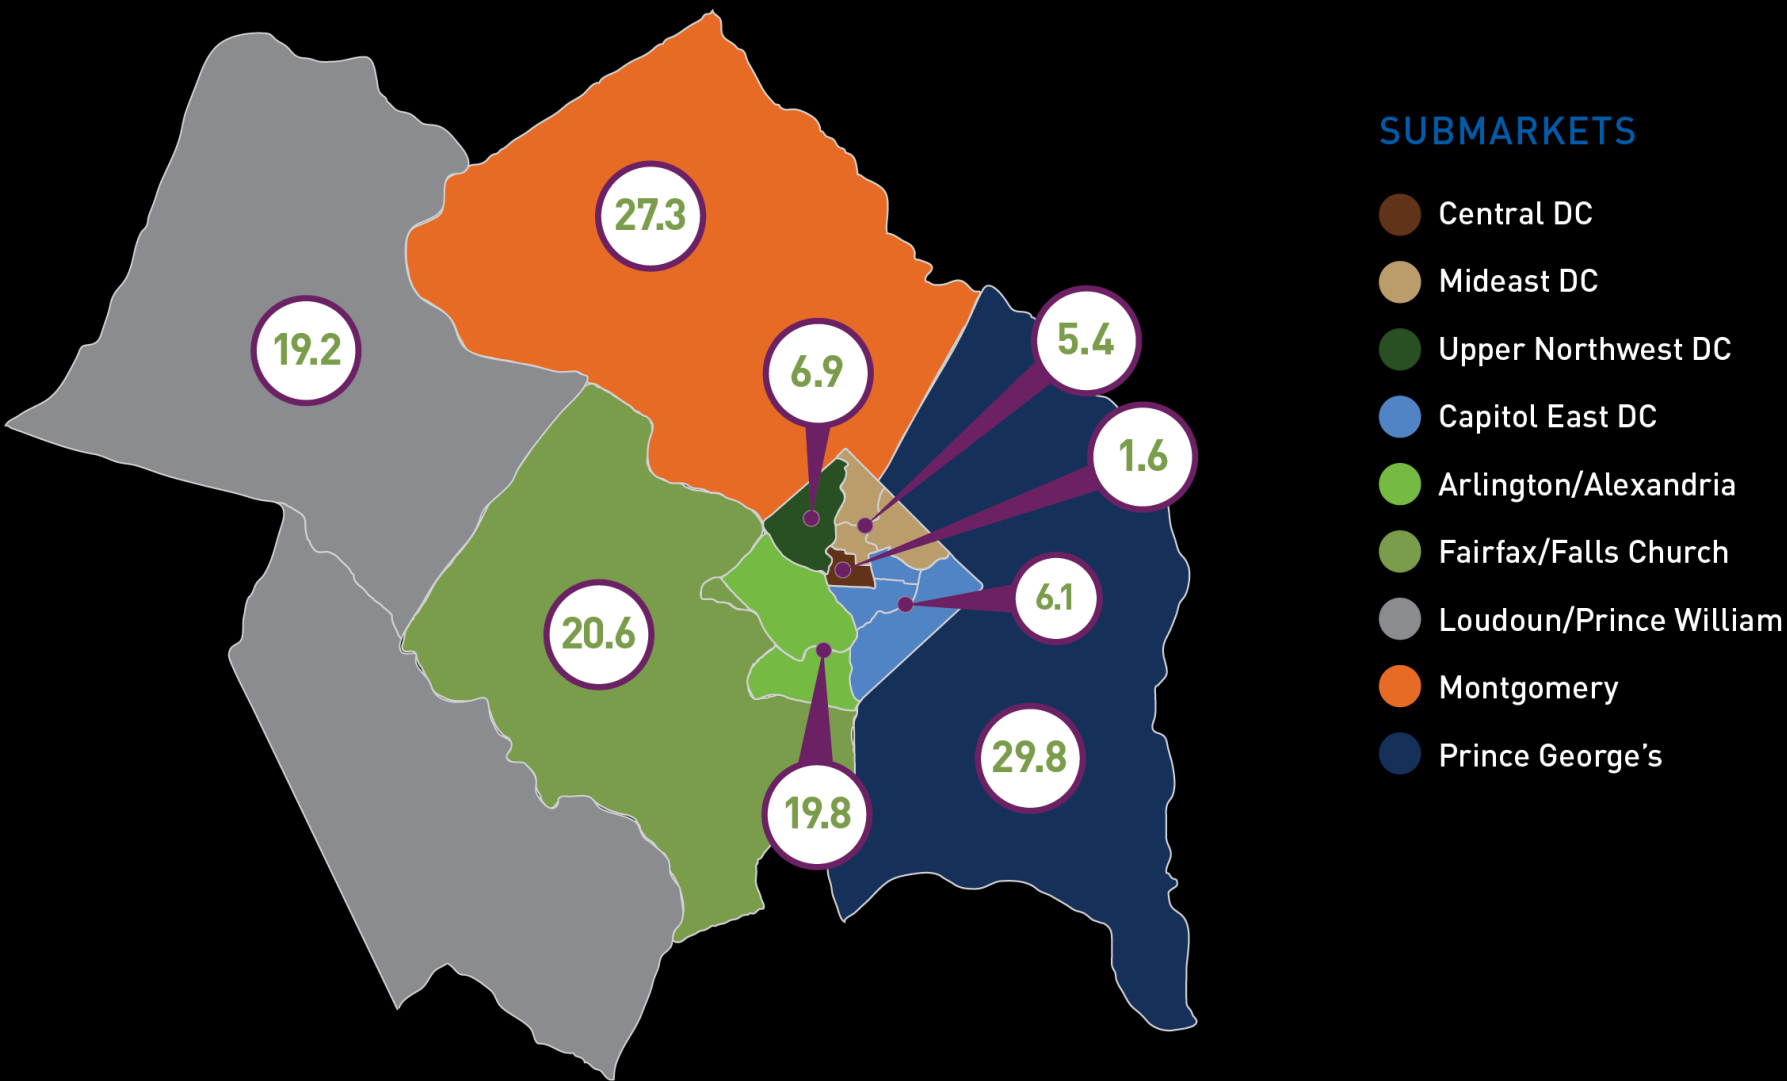 27.3
19.2
6.9
5.4
1.6
6.1
20.6
29.8
19.8
SUBMARKETS
Central DC
Mideast DC
Upper Northwest DC
Capitol East DC
Arlington/Alexandria
Fairfax/Falls Church
Loudoun/Prince William
Montgomery
Prince George’s